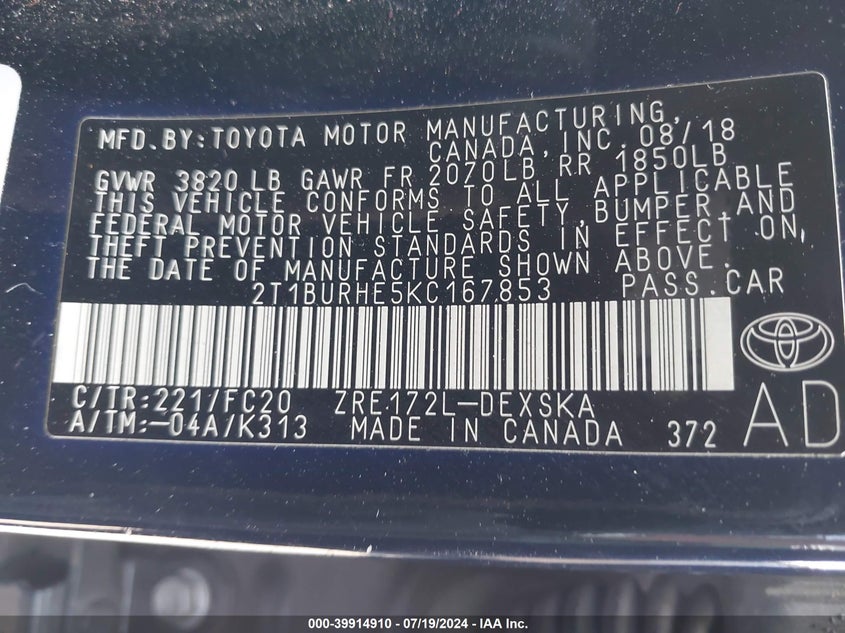 MFD.BY:TOYOTA MOTOR MANUFACTURING,
CANADA, INC. 08/18
GVWR 3820 LB GAWR FR 2070LB RR 1850LB
THIS VEHICLE CONFORMS TO ALL APPLICABLE
FEDERAL MOTOR VEHICLE SAFETY, BUMPER, AND
THEFT PREVENTION STANDARDS IN EFFECT ON
THE DATE OF MANUFACTURE SHOWN ABOVE.
2T1BURHE5KC167853 PASS.CAR
C/TR:221/FC20 ZRE172L-DEXSKA
A/TM:-04A/K313 MADE IN CANADA 372
AD
000-39914910 / 07/19/2024 - IAA Inc.